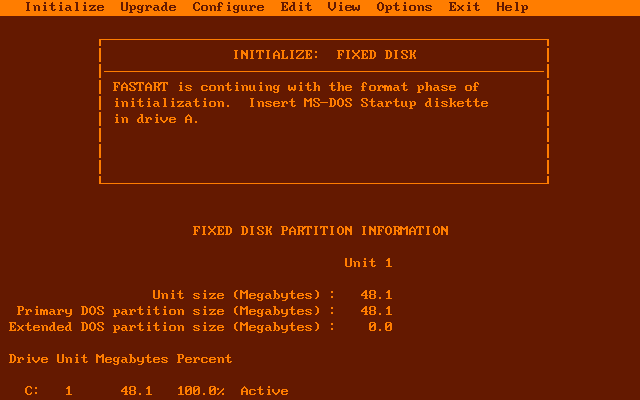 Initialize  Upgrade  Configure  Edit  View  Options  Exit  Help
INITIALIZE:  FIXED DISK
FASTART is continuing with the format phase of
initialization.  Insert MS-DOS Startup diskette
in drive A.
FIXED DISK PARTITION INFORMATION
Unit 1
Unit size (Megabytes) :   48.1
Primary DOS partition size (Megabytes) :   48.1
Extended DOS partition size (Megabytes) :    0.0
Drive Unit Megabytes Percent
C:   1      48.1   100.0%  Active